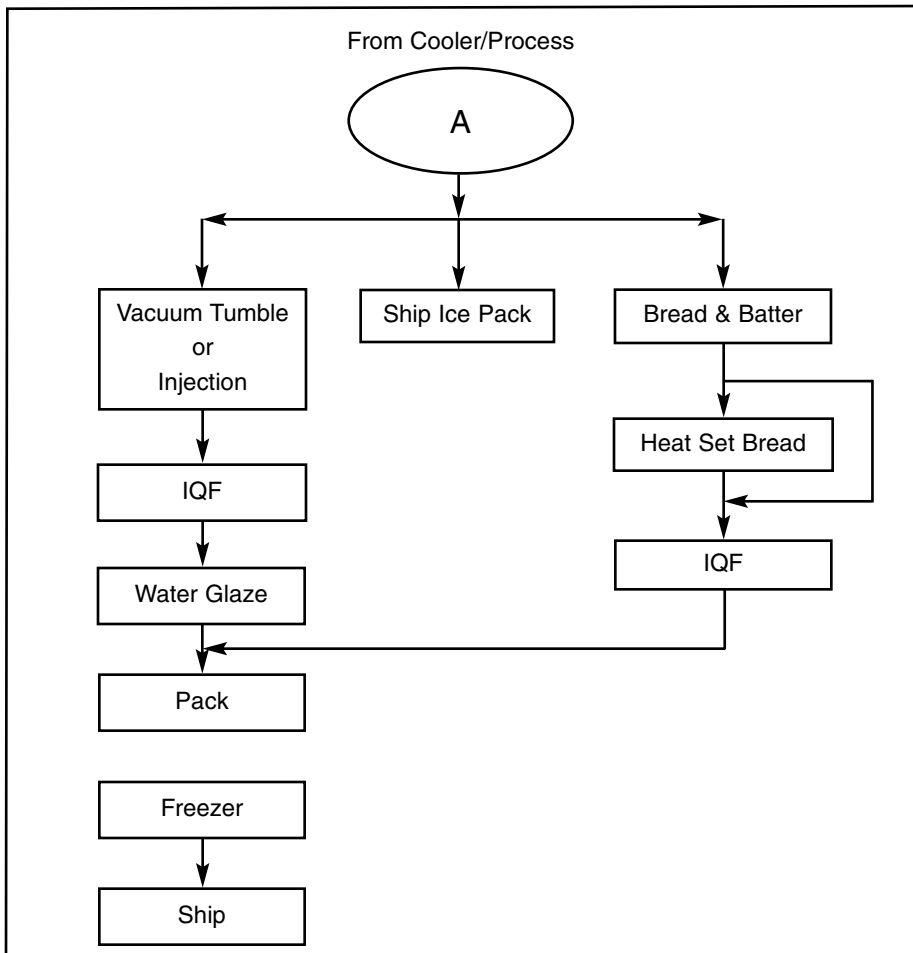 From Cooler/Process
A
Vacuum Tumble
or
Injection
Ship Ice Pack
Bread & Batter
Heat Set Bread
IQF
IQF
Water Glaze
Pack
Freezer
Ship